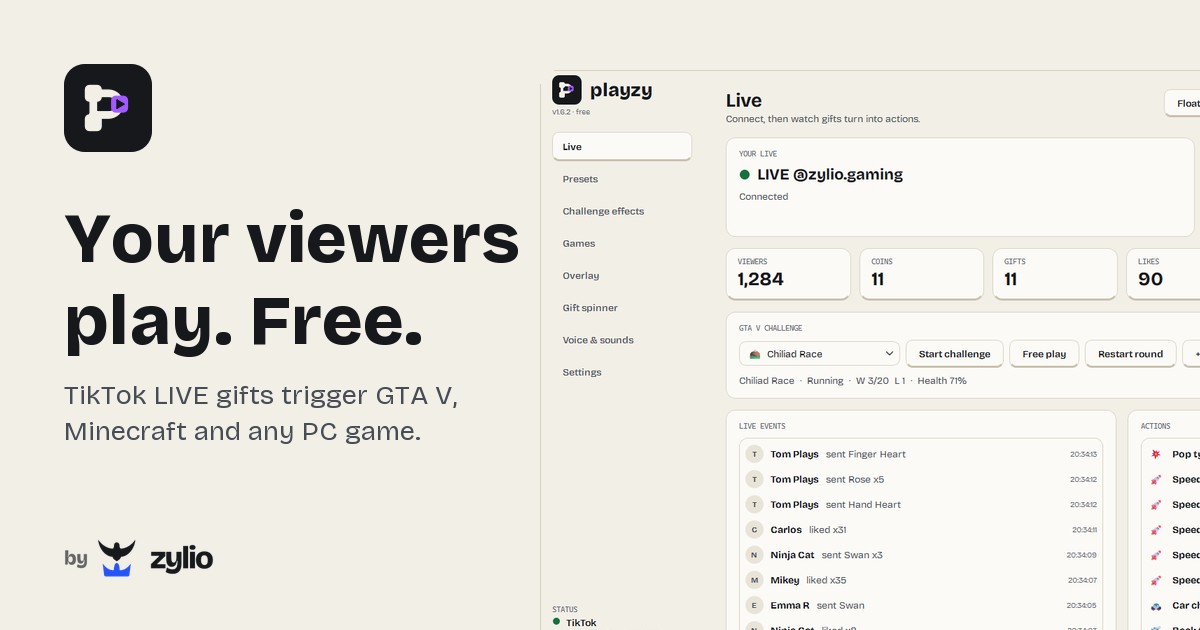 Your viewers
play. Free.
TikTok LIVE gifts trigger GTA V,
Minecraft and any PC game.
by zylio
playzy
v1.6.2 · free
Live
Presets
Challenge effects
Games
Overlay
Gift spinner
Voice & sounds
Settings
STATUS
TikTok
Live
Connect, then watch gifts turn into actions.
Float
YOUR LIVE
LIVE @zylio.gaming
Connected
VIEWERS
1,284
COINS
11
GIFTS
11
LIKES
90
GTA V CHALLENGE
Chiliad Race
Start challenge
Free play
Restart round
Chiliad Race · Running · W 3/20 L 1 · Health 71%
LIVE EVENTS
T Tom Plays sent Finger Heart 20:34:13
T Tom Plays sent Rose x5 20:34:12
T Tom Plays sent Hand Heart 20:34:12
C Carlos liked x31 20:34:11
N Ninja Cat sent Swan x3 20:34:09
M Mikey liked x35 20:34:07
E Emma R sent Swan 20:34:05
ACTIONS
Pop ty
Speed
Speed
Speed
Speed
Speed
Car ch